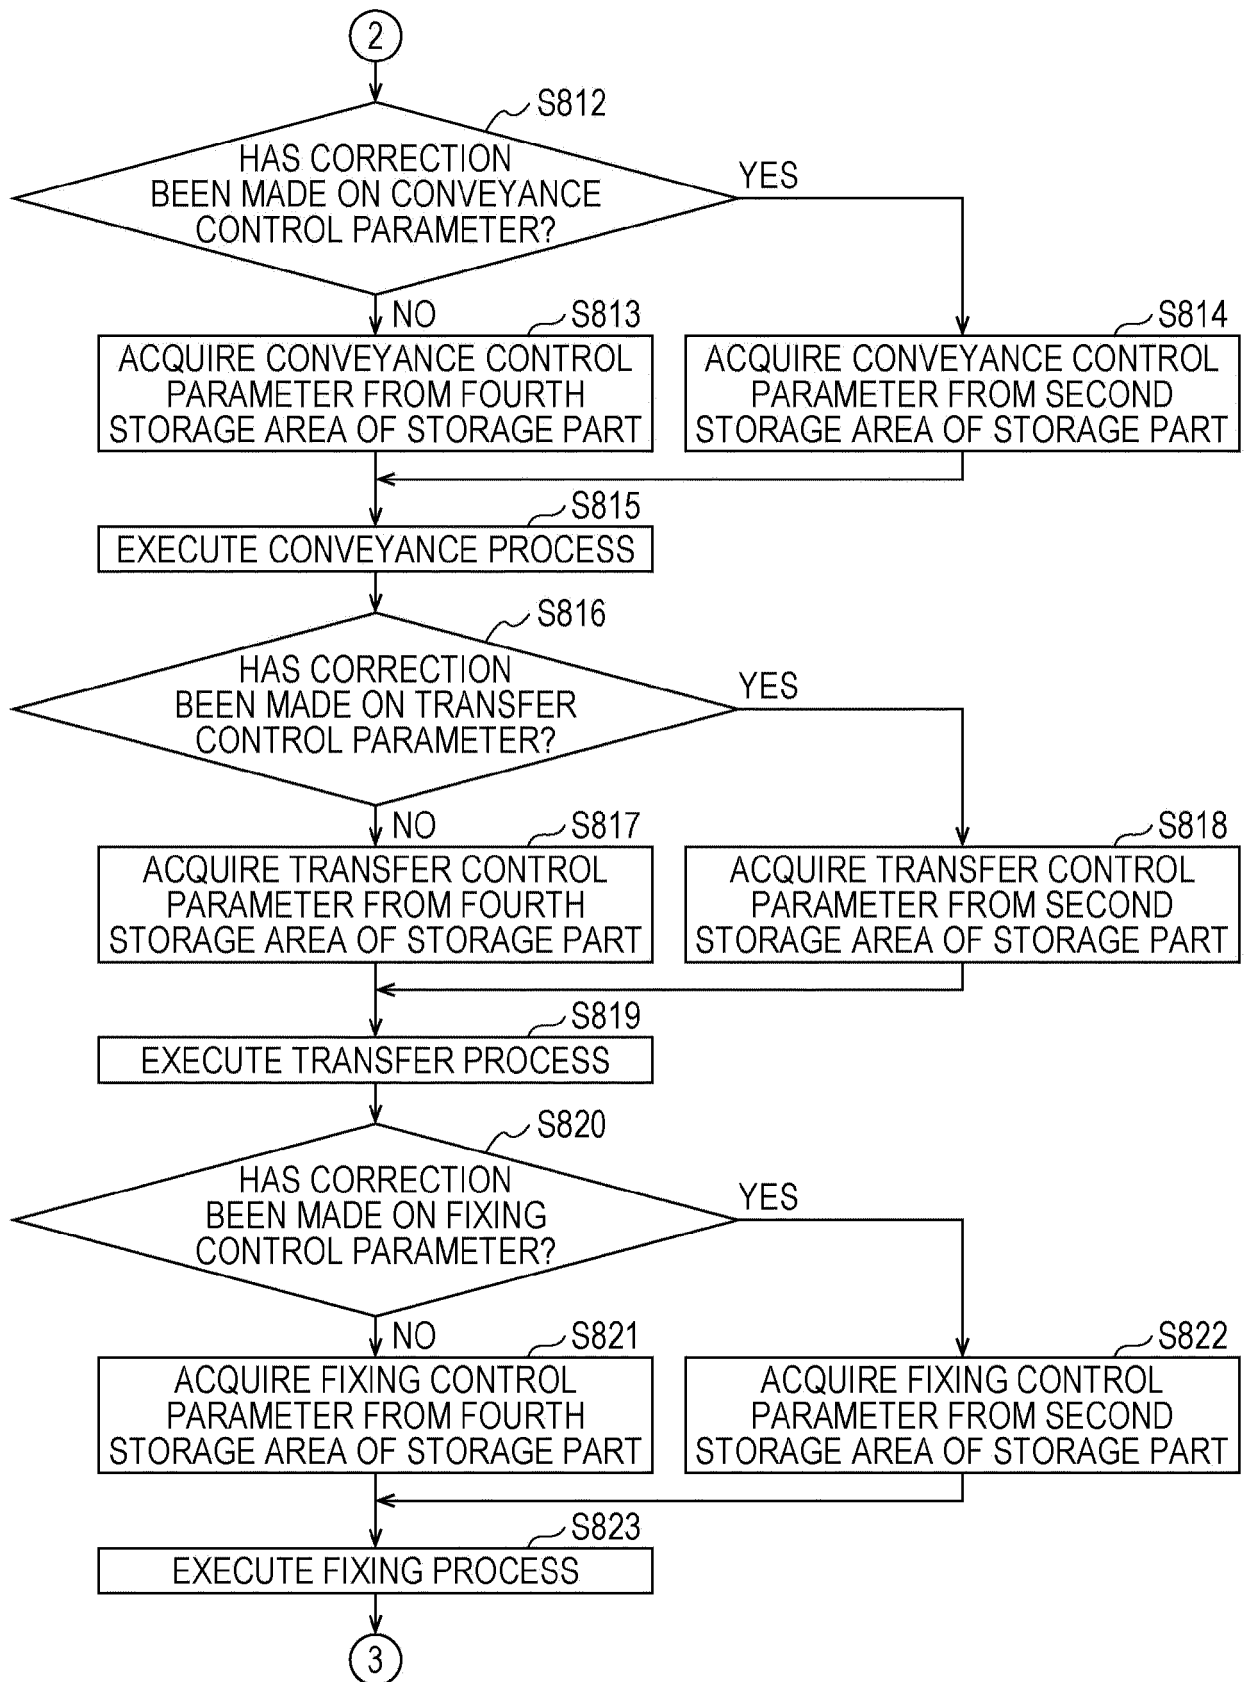 2
S812
HAS CORRECTION
BEEN MADE ON CONVEYANCE
CONTROL PARAMETER?
YES
NO
S813
ACQUIRE CONVEYANCE CONTROL
PARAMETER FROM FOURTH
STORAGE AREA OF STORAGE PART
S814
ACQUIRE CONVEYANCE CONTROL
PARAMETER FROM SECOND
STORAGE AREA OF STORAGE PART
S815
EXECUTE CONVEYANCE PROCESS
S816
HAS CORRECTION
BEEN MADE ON TRANSFER
CONTROL PARAMETER?
YES
NO
S817
ACQUIRE TRANSFER CONTROL
PARAMETER FROM FOURTH
STORAGE AREA OF STORAGE PART
S818
ACQUIRE TRANSFER CONTROL
PARAMETER FROM SECOND
STORAGE AREA OF STORAGE PART
S819
EXECUTE TRANSFER PROCESS
S820
HAS CORRECTION
BEEN MADE ON FIXING
CONTROL PARAMETER?
YES
NO
S821
ACQUIRE FIXING CONTROL
PARAMETER FROM FOURTH
STORAGE AREA OF STORAGE PART
S822
ACQUIRE FIXING CONTROL
PARAMETER FROM SECOND
STORAGE AREA OF STORAGE PART
S823
EXECUTE FIXING PROCESS
3